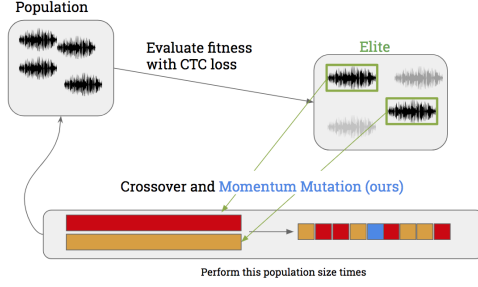 Population
Evaluate fitness
with CTC loss
Elite
Crossover and Momentum Mutation (ours)
Perform this population size times